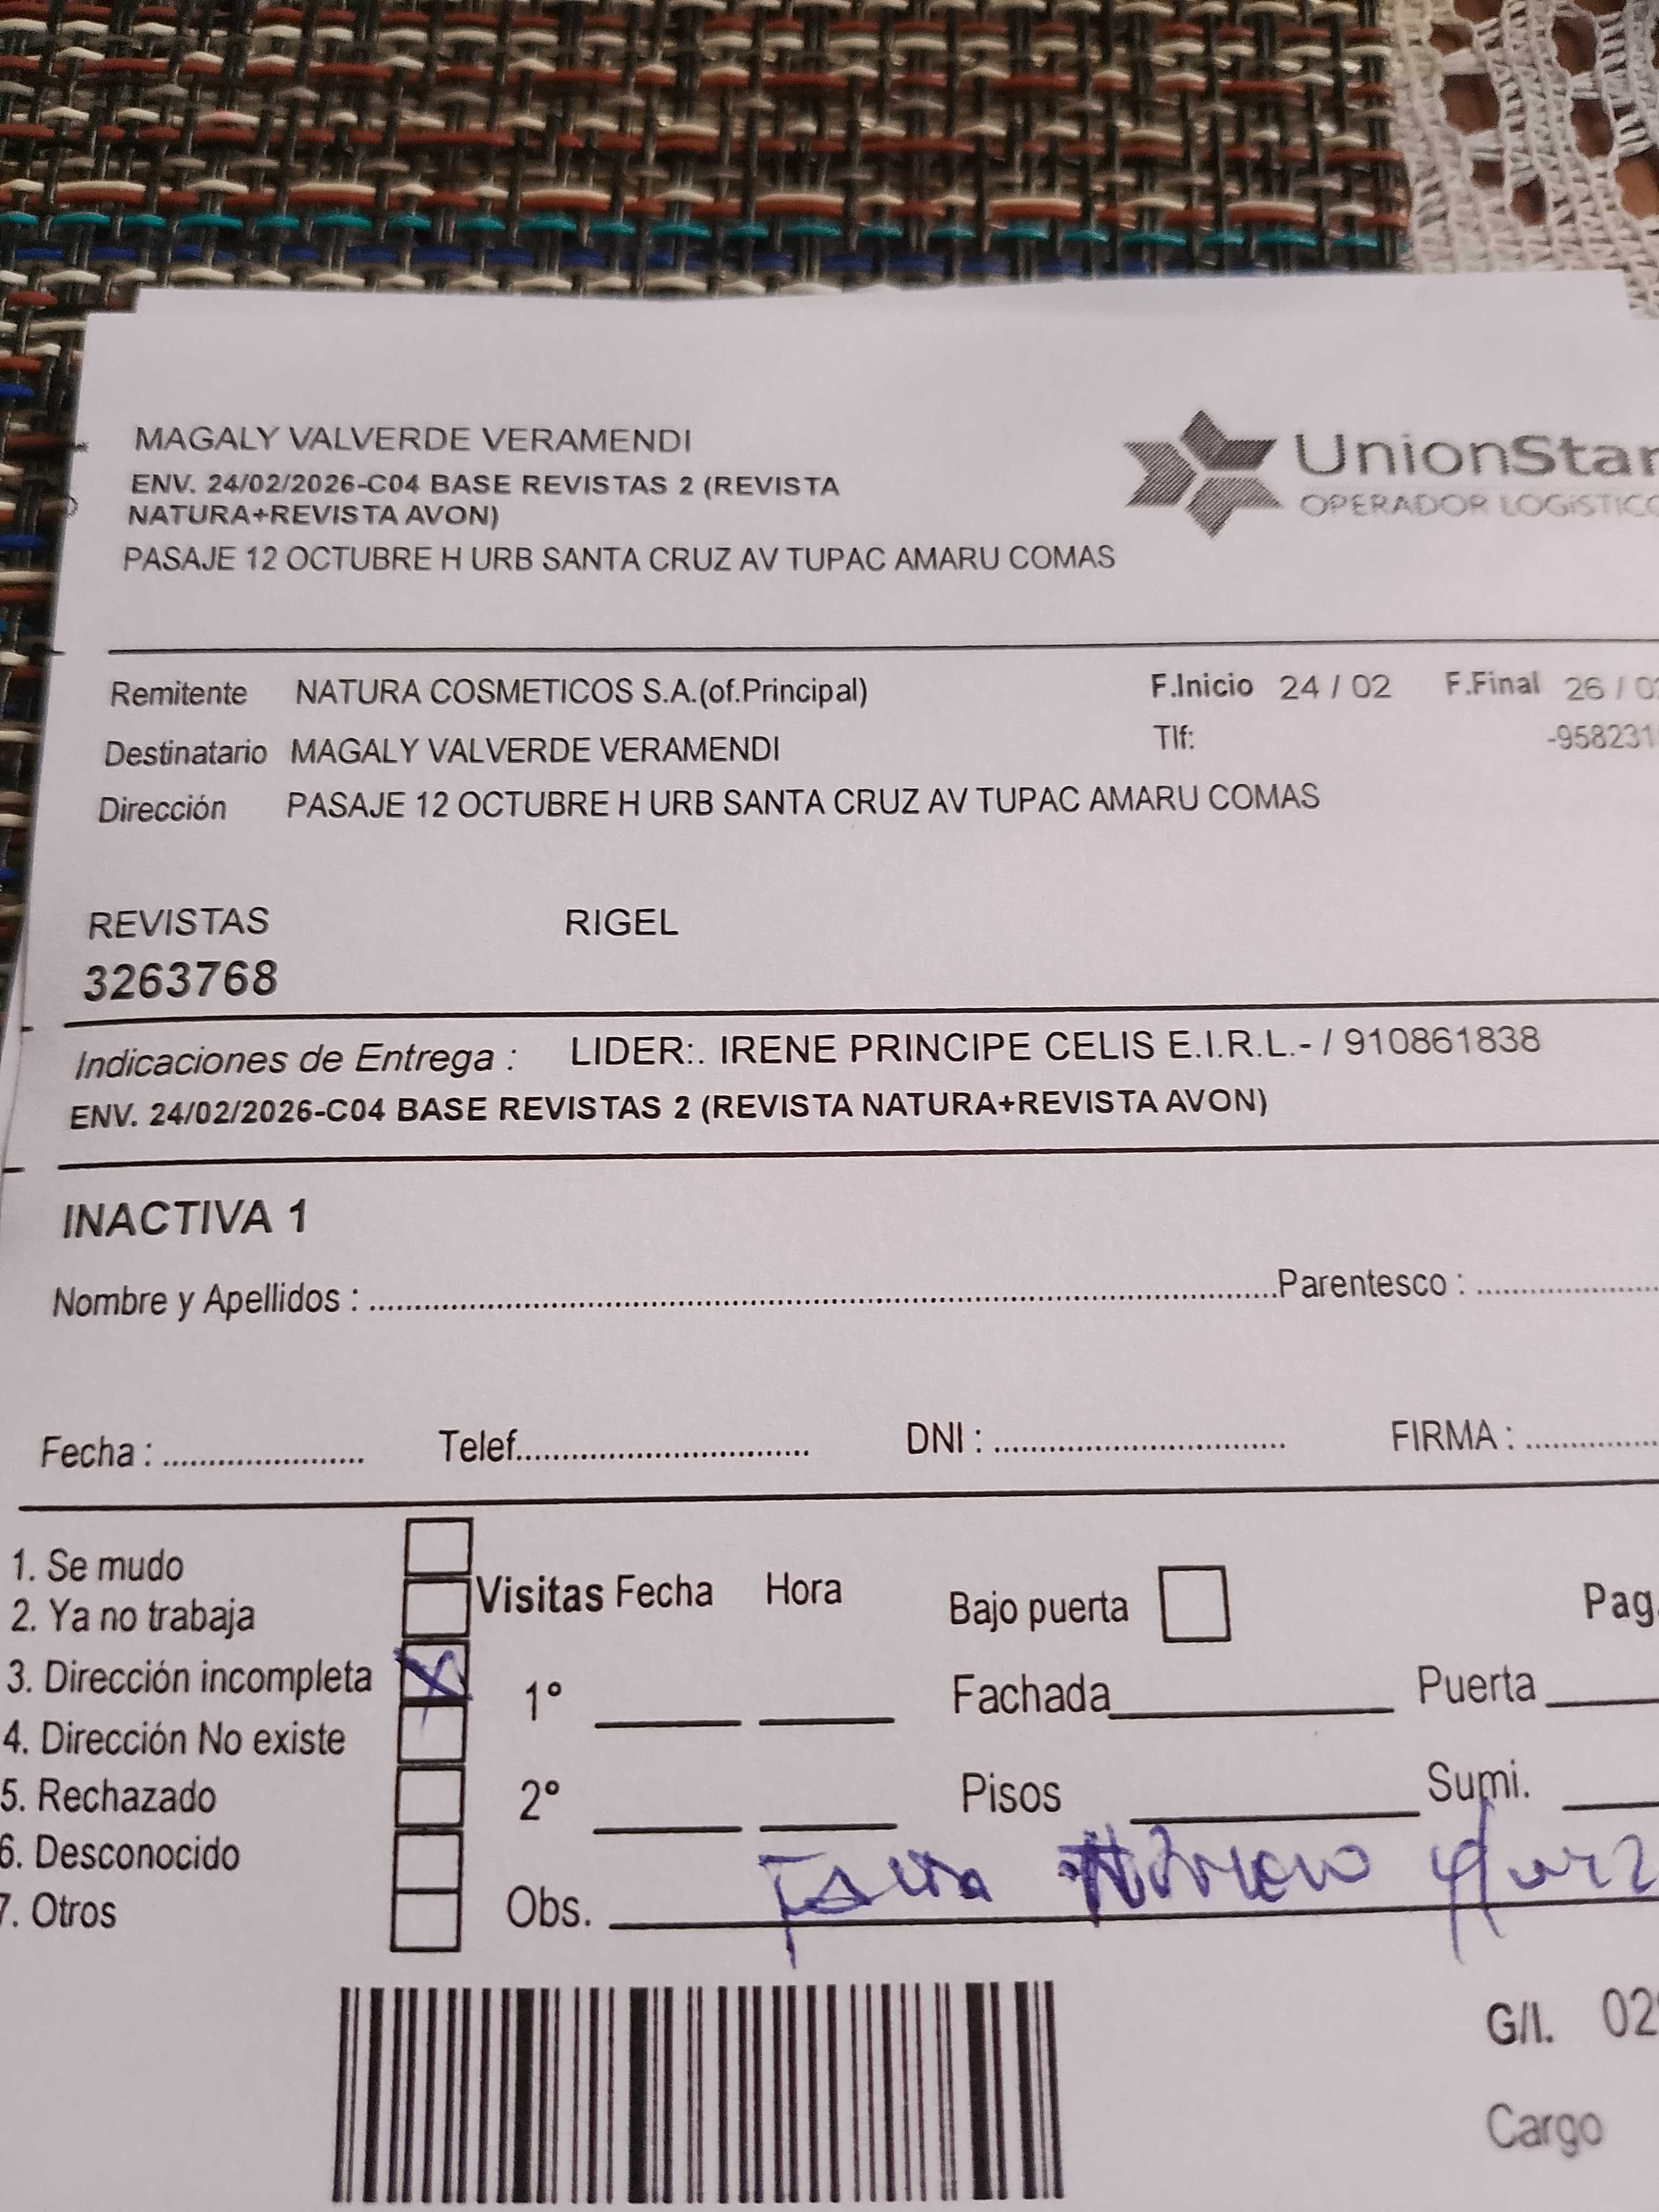 MAGALY VALVERDE VERAMENDI
ENV. 24/02/2026-C04 BASE REVISTAS 2 (REVISTA
NATURA+REVISTA AVON)
PASAJE 12 OCTUBRE H URB SANTA CRUZ AV TUPAC AMARU COMAS
UnionStar
OPERADOR LOGÍSTICO
Remitente NATURA COSMETICOS S.A.(of.Principal) F.Inicio 24 / 02 F.Final 26 /
Destinatario MAGALY VALVERDE VERAMENDI Tlf: -958231
Dirección PASAJE 12 OCTUBRE H URB SANTA CRUZ AV TUPAC AMARU COMAS
REVISTAS RIGEL
3263768
Indicaciones de Entrega : LIDER:. IRENE PRINCIPE CELIS E.I.R.L.- / 910861838
ENV. 24/02/2026-C04 BASE REVISTAS 2 (REVISTA NATURA+REVISTA AVON)
INACTIVA 1
Nombre y Apellidos : ........ Parentesco : ........
Fecha : ........ Telef........ DNI : ........ FIRMA : ........
1. Se mudo
2. Ya no trabaja
3. Dirección incompleta X
4. Dirección No existe
5. Rechazado
6. Desconocido
7. Otros
Visitas Fecha Hora
1°
2°
Bajo puerta Pag.
Fachada Puerta
Pisos Sumi.
Obs. Falta
G/I. 02
Cargo